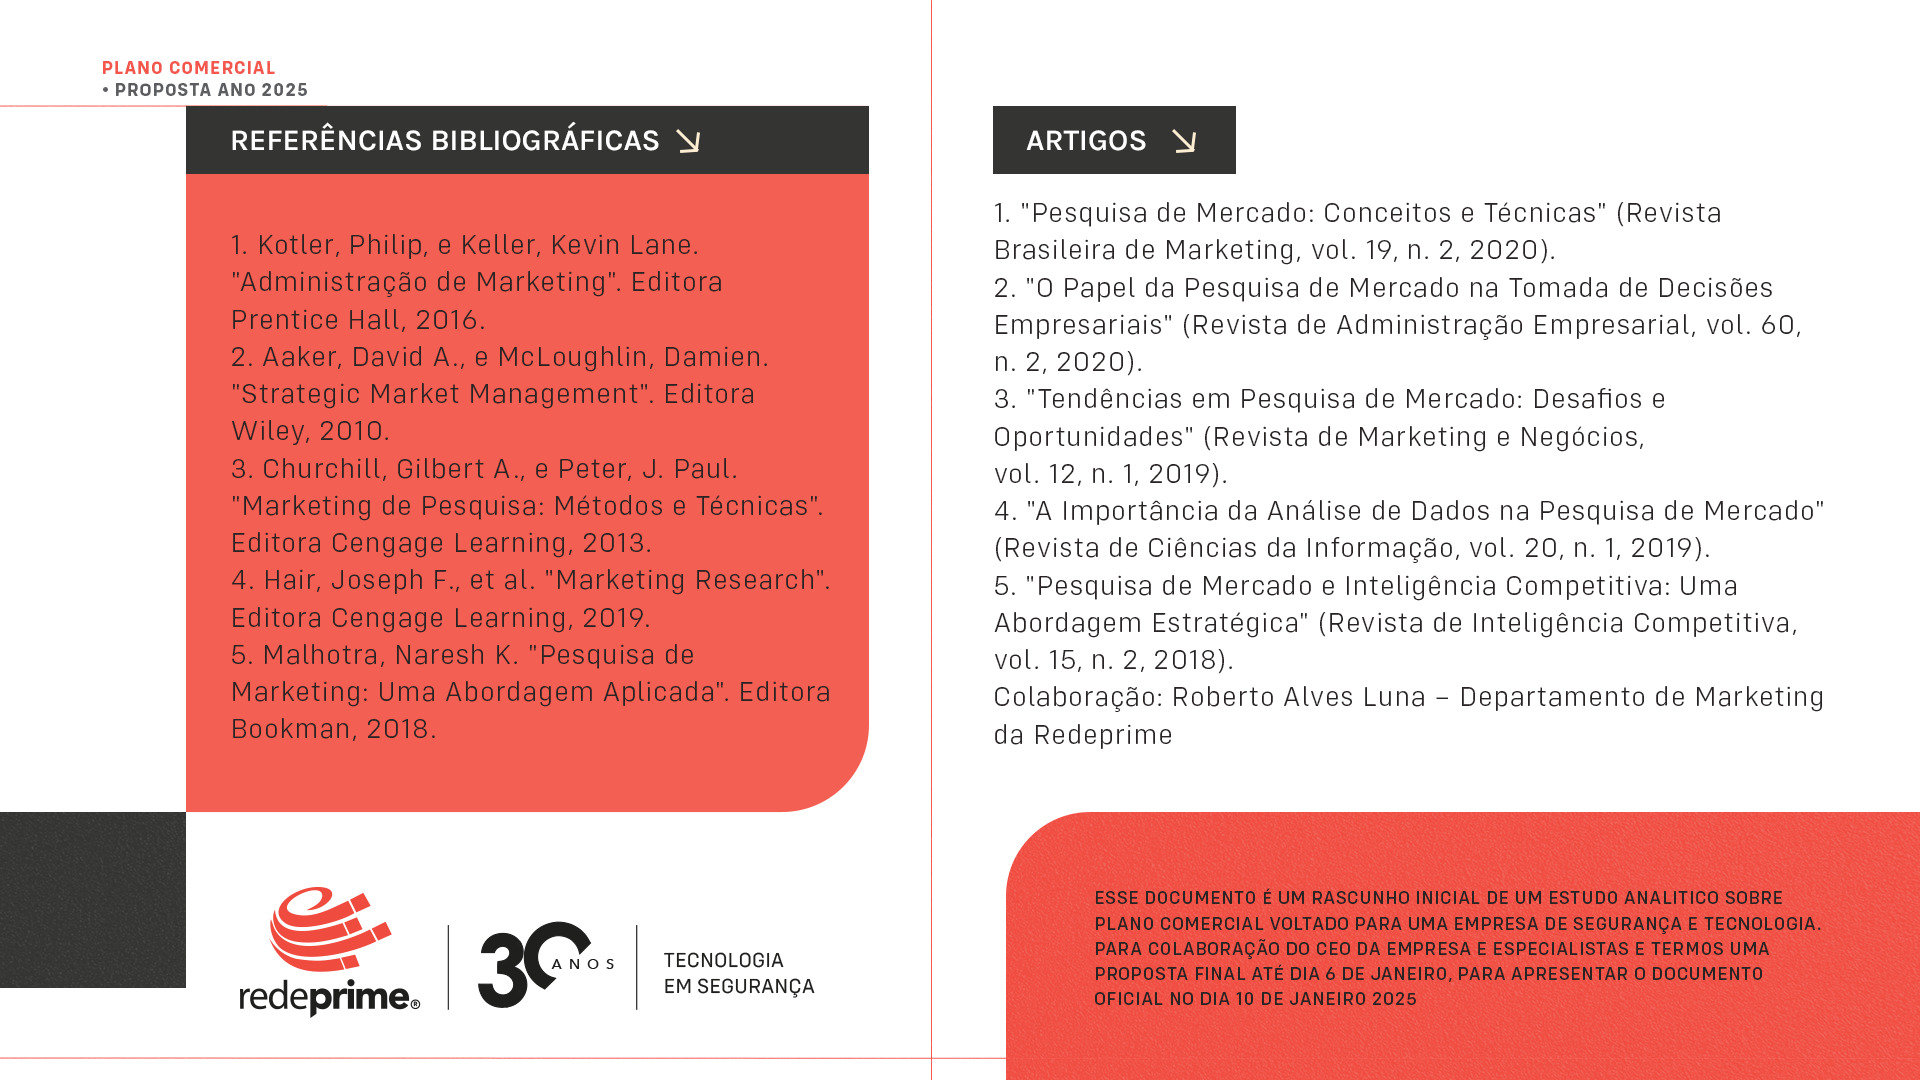 PLANO COMERCIAL
• PROPOSTA ANO 2025
REFERÊNCIAS BIBLIOGRÁFICAS
1. Kotler, Philip, e Keller, Kevin Lane.
"Administração de Marketing". Editora
Prentice Hall, 2016.
2. Aaker, David A., e McLoughlin, Damien.
"Strategic Market Management". Editora
Wiley, 2010.
3. Churchill, Gilbert A., e Peter, J. Paul.
"Marketing de Pesquisa: Métodos e Técnicas".
Editora Cengage Learning, 2013.
4. Hair, Joseph F., et al. "Marketing Research".
Editora Cengage Learning, 2019.
5. Malhotra, Naresh K. "Pesquisa de
Marketing: Uma Abordagem Aplicada". Editora
Bookman, 2018.
redeprime®
30 ANOS
TECNOLOGIA
EM SEGURANÇA
ARTIGOS
1. "Pesquisa de Mercado: Conceitos e Técnicas" (Revista
Brasileira de Marketing, vol. 19, n. 2, 2020).
2. "O Papel da Pesquisa de Mercado na Tomada de Decisões
Empresariais" (Revista de Administração Empresarial, vol. 60,
n. 2, 2020).
3. "Tendências em Pesquisa de Mercado: Desafios e
Oportunidades" (Revista de Marketing e Negócios,
vol. 12, n. 1, 2019).
4. "A Importância da Análise de Dados na Pesquisa de Mercado"
(Revista de Ciências da Informação, vol. 20, n. 1, 2019).
5. "Pesquisa de Mercado e Inteligência Competitiva: Uma
Abordagem Estratégica" (Revista de Inteligência Competitiva,
vol. 15, n. 2, 2018).
Colaboração: Roberto Alves Luna – Departamento de Marketing
da Redeprime
ESSE DOCUMENTO É UM RASCUNHO INICIAL DE UM ESTUDO ANALITICO SOBRE
PLANO COMERCIAL VOLTADO PARA UMA EMPRESA DE SEGURANÇA E TECNOLOGIA.
PARA COLABORAÇÃO DO CEO DA EMPRESA E ESPECIALISTAS E TERMOS UMA
PROPOSTA FINAL ATÉ DIA 6 DE JANEIRO, PARA APRESENTAR O DOCUMENTO
OFICIAL NO DIA 10 DE JANEIRO 2025